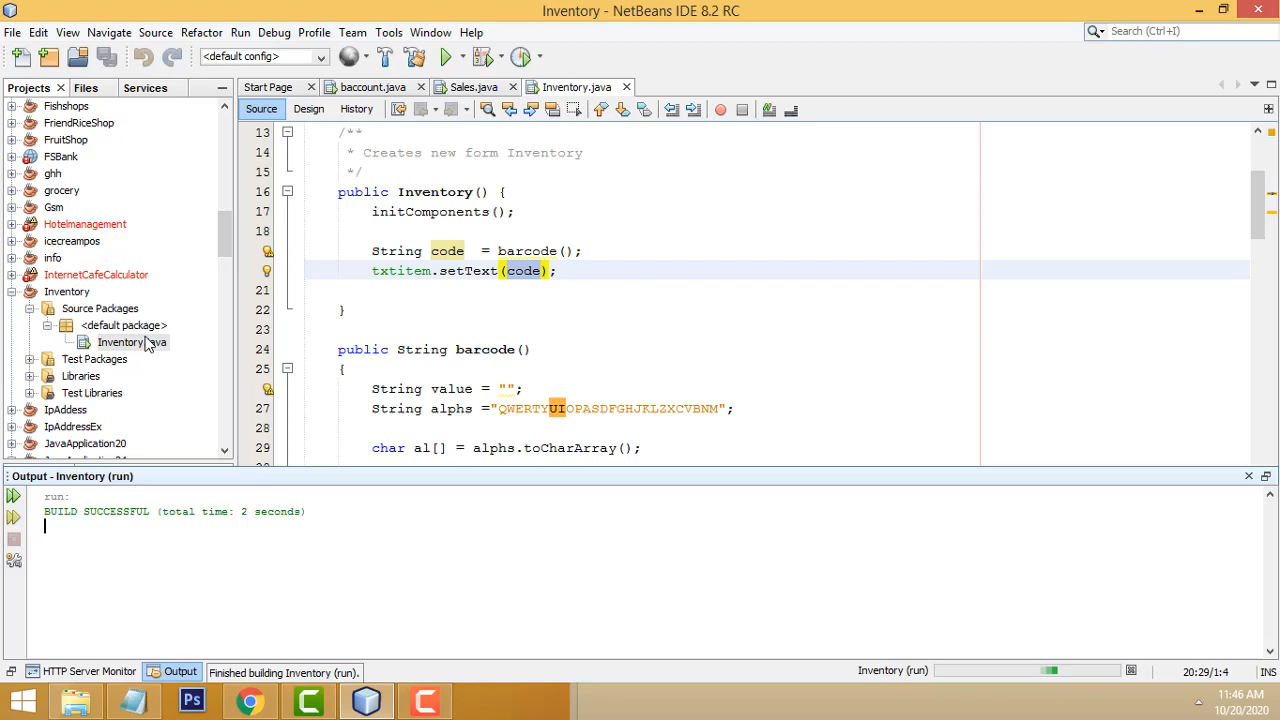 Inventory - NetBeans IDE 8.2 RC
File Edit View Navigate Source Refactor Run Debug Profile Team Tools Window Help
Search (Ctrl+I)
<default config>
Projects Files Services
Start Page baccount.java Sales.java Inventory.java
Source Design History
Fishshops
FriendRiceShop
FruitShop
FSBank
ghh
grocery
Gsm
Hotelmanagement
icecreampos
info
InternetCafeCalculator
Inventory
Source Packages
<default package>
Test Packages
Libraries
Test Libraries
IpAddess
IpAddressEx
JavaApplication20
13 /**
14 * Creates new form Inventory
15 */
16 public Inventory() {
17 initComponents();
18
String code = barcode();
txtitem.setText(code);
21
22 }
23
24 public String barcode()
25 {
String value = "";
27 String alphs ="QWERTYUIOPASDFGHJKLZXCVBNM";
28
29 char al[] = alphs.toCharArray();
Output - Inventory (run)
run:
BUILD SUCCESSFUL (total time: 2 seconds)
HTTP Server Monitor Output Finished building Inventory (run).
Inventory (run) 20:29/1:4 INS
Ps
11:46 AM
10/20/2020